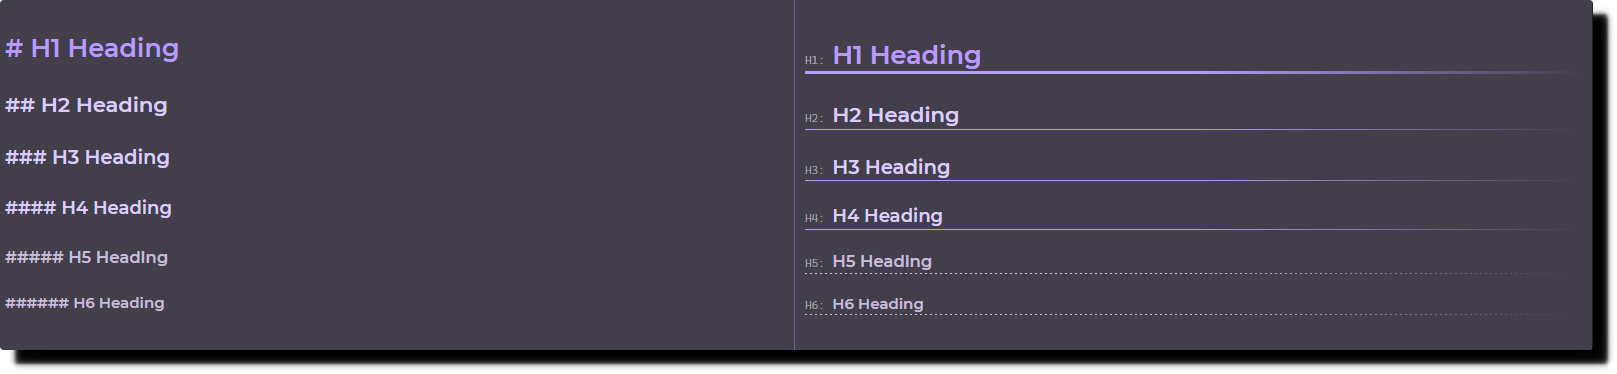 # H1 Heading
## H2 Heading
### H3 Heading
#### H4 Heading
##### H5 Heading
###### H6 Heading
H1: H1 Heading
H2: H2 Heading
H3: H3 Heading
H4: H4 Heading
H5: H5 Heading
H6: H6 Heading